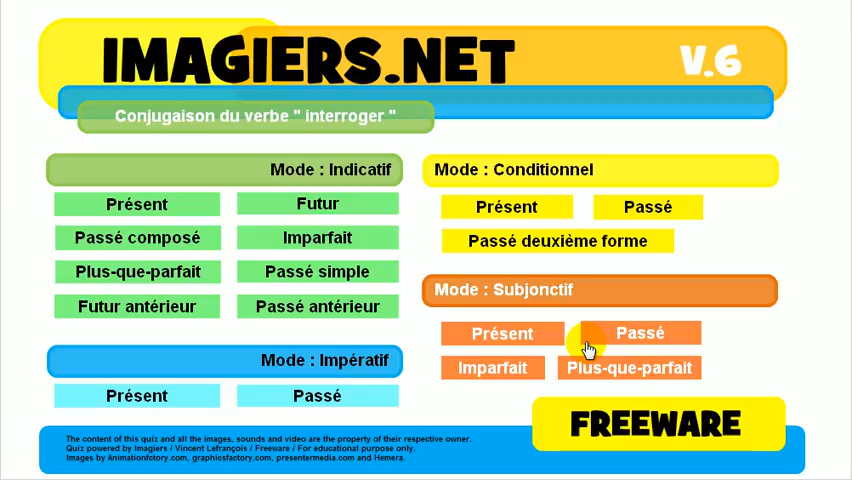 IMAGIERS.NET
V.6
Conjugaison du verbe " interroger "
Mode : Indicatif
Présent
Futur
Passé composé
Imparfait
Plus-que-parfait
Passé simple
Futur antérieur
Passé antérieur
Mode : Impératif
Présent
Passé
Mode : Conditionnel
Présent
Passé
Passé deuxième forme
Mode : Subjonctif
Présent
Passé
Imparfait
Plus-que-parfait
FREEWARE
The content of this quiz and all the images, sounds and video are the property of their respective owner.
Quiz powered by Imagiers / Vincent Lefrançois / Freeware / For educational purpose only.
Images by Animationfctory.com, graphicsfactory.com, presentermedia.com and Hemera.